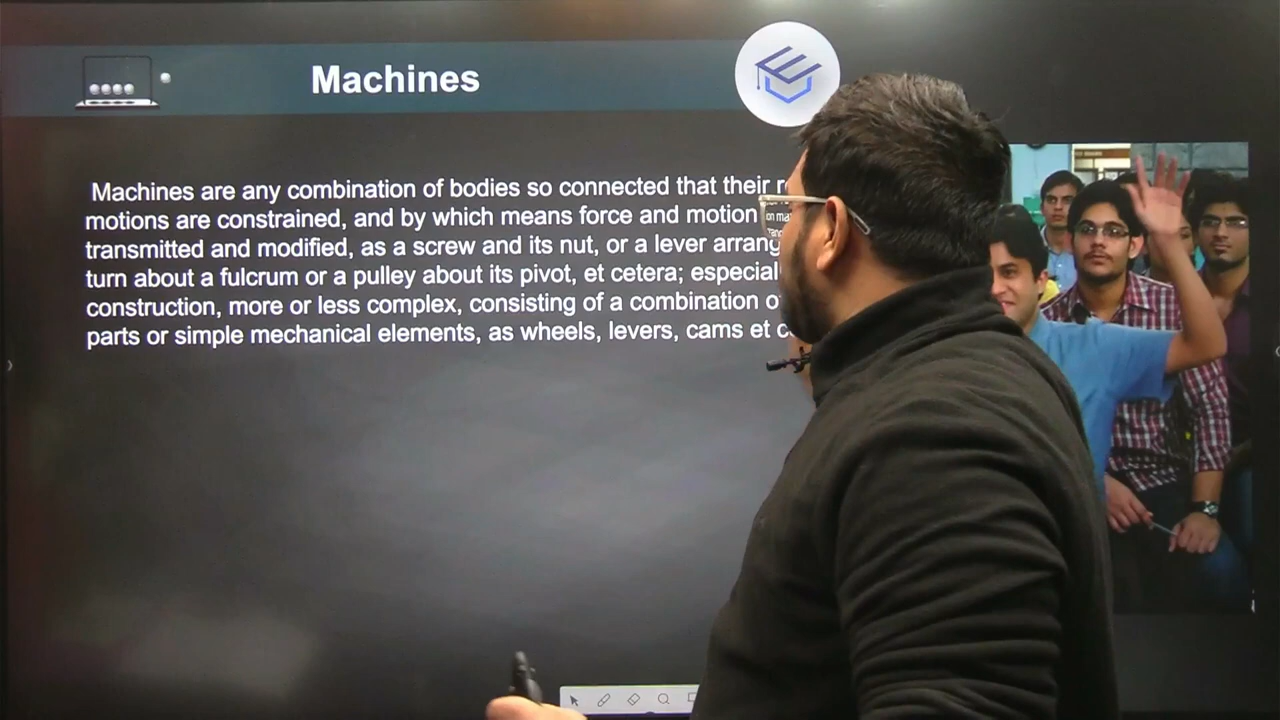 Machines
Machines are any combination of bodies so connected that their
motions are constrained, and by which means force and motion
transmitted and modified, as a screw and its nut, or a lever
turn about a fulcrum or a pulley about its pivot, et cetera;
construction, more or less complex, consisting of a combination
parts or simple mechanical elements, as wheels, levers, cams et